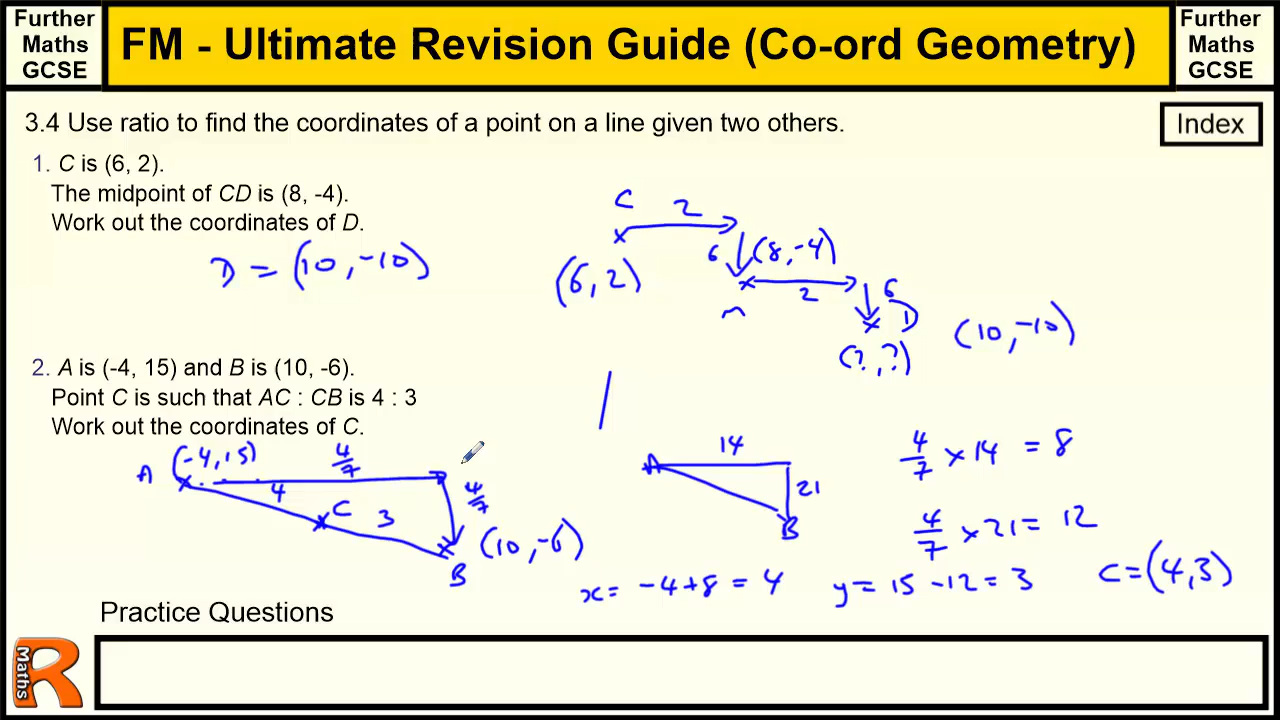 Further
Maths
GCSE
FM - Ultimate Revision Guide (Co-ord Geometry)
Further
Maths
GCSE
3.4 Use ratio to find the coordinates of a point on a line given two others.
Index
1. C is (6, 2).
The midpoint of CD is (8, -4).
Work out the coordinates of D.
D = (10, -10)
C 2
6 (8, -4)
(6, 2)
2 6
m D (10, -10)
(?, ?)
2. A is (-4, 15) and B is (10, -6).
Point C is such that AC : CB is 4 : 3
Work out the coordinates of C.
A (-4, 15) 4/7
4 C 3 4/7
B (10, -6)
A 14
21
B
4/7 × 14 = 8
4/7 × 21 = 12
x = -4 + 8 = 4 y = 15 - 12 = 3 C = (4, 3)
Practice Questions
R
Maths